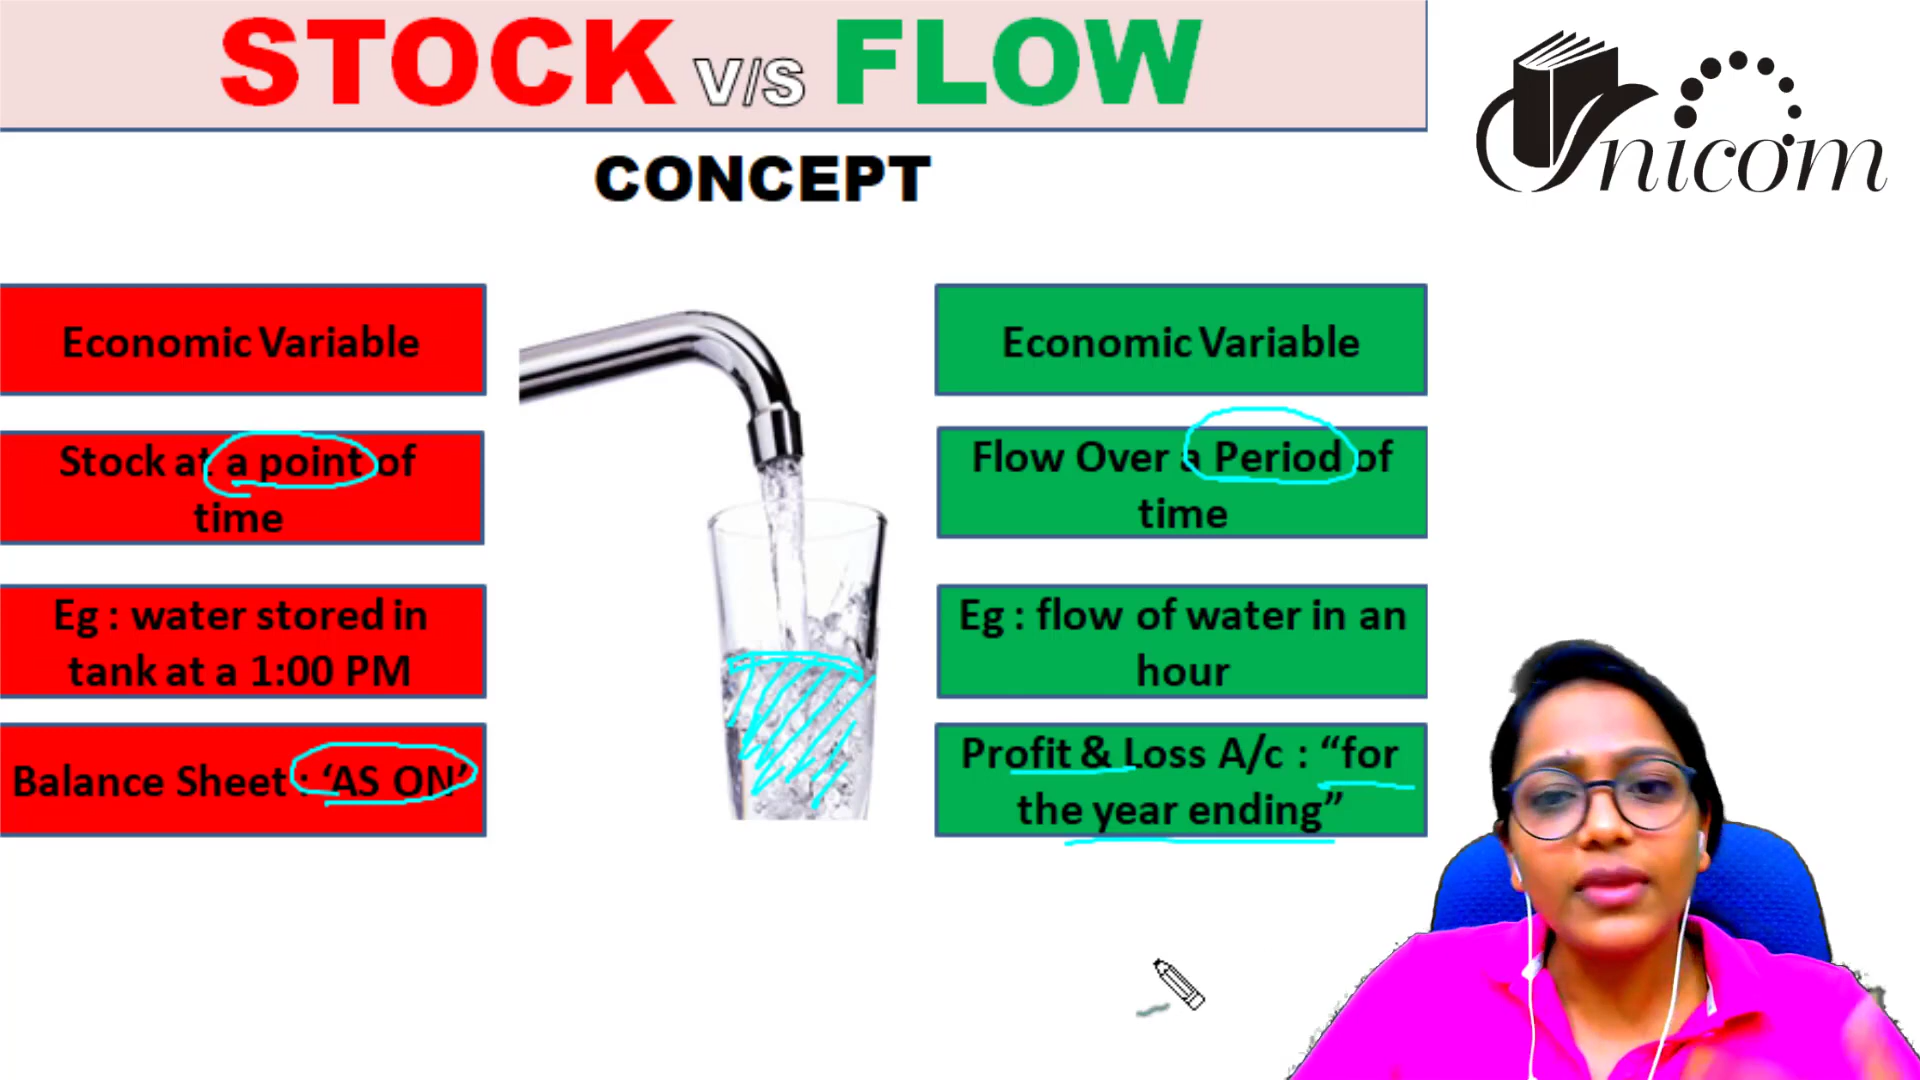 STOCK V/S FLOW
CONCEPT
Unicom
Economic Variable
Stock at a point of
time
Eg : water stored in
tank at a 1:00 PM
Balance Sheet : ‘AS ON’
Economic Variable
Flow Over a Period of
time
Eg : flow of water in an
hour
Profit & Loss A/c : “for
the year ending”